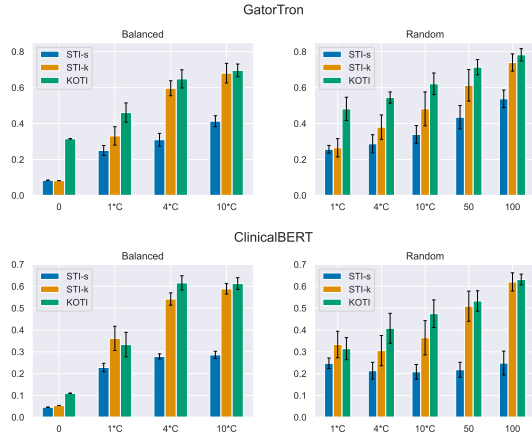 GatorTron
Balanced
Random
0.8
0.6
0.4
0.2
0.0
STI-s
STI-k
KOTI
0 1*C 4*C 10*C
0.8
0.6
0.4
0.2
0.0
STI-s
STI-k
KOTI
1*C 4*C 10*C 50 100
ClinicalBERT
Balanced
Random
0.7
0.6
0.5
0.4
0.3
0.2
0.1
0.0
STI-s
STI-k
KOTI
0 1*C 4*C 10*C
0.7
0.6
0.5
0.4
0.3
0.2
0.1
0.0
STI-s
STI-k
KOTI
1*C 4*C 10*C 50 100